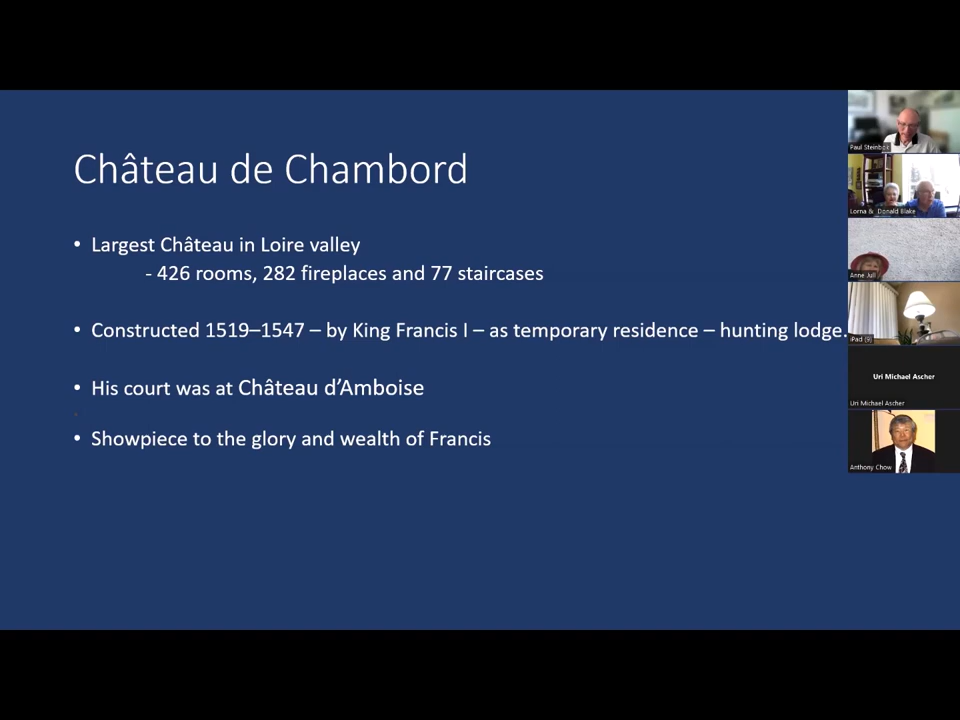 Château de Chambord
• Largest Château in Loire valley
- 426 rooms, 282 fireplaces and 77 staircases
• Constructed 1519–1547 – by King Francis I – as temporary residence – hunting lodge.
• His court was at Château d’Amboise
• Showpiece to the glory and wealth of Francis
Paul Steinbok
Lorna & Donald Blake
Anne Jull
iPad (9)
Uri Michael Ascher
Uri Michael Ascher
Anthony Chow